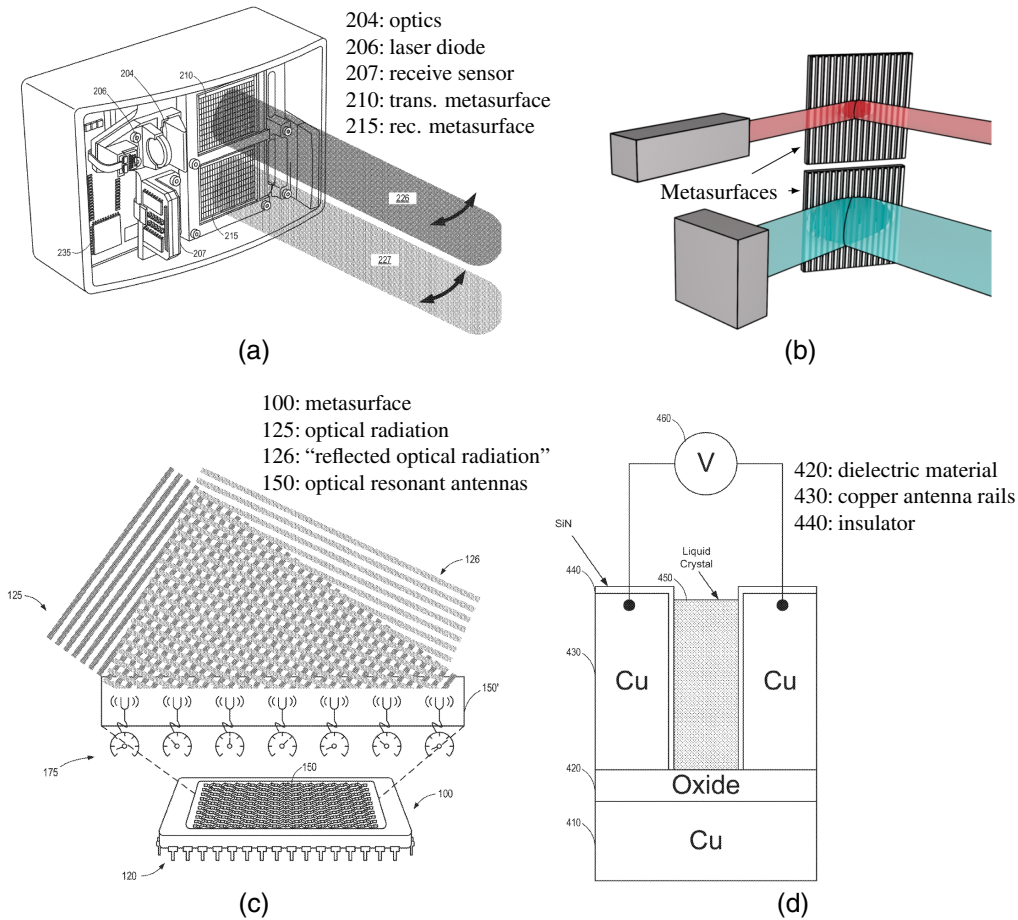 204: optics
206: laser diode
207: receive sensor
210: trans. metasurface
215: rec. metasurface
210
204
206
226
215
235
207
227
(a)
Metasurfaces
(b)
100: metasurface
125: optical radiation
126: “reflected optical radiation”
150: optical resonant antennas
126
125
150'
175
150
100
120
(c)
460
V
420: dielectric material
430: copper antenna rails
440: insulator
SiN
Liquid
Crystal
440
450
430
Cu
Cu
420
Oxide
410
Cu
(d)